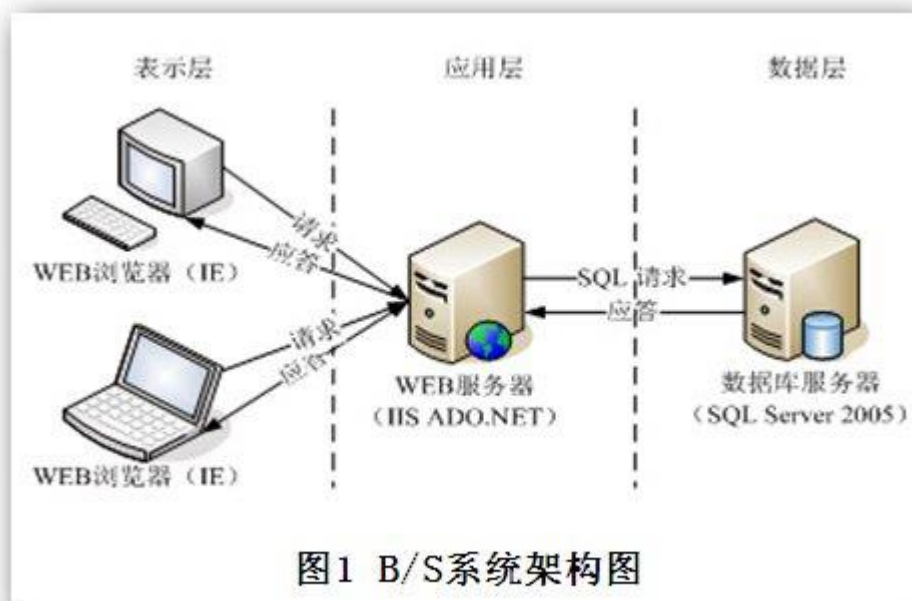 表示层
应用层
数据层
请求
应答
WEB浏览器（IE）
请求
应答
WEB浏览器（IE）
SQL 请求
应答
WEB服务器
（IIS ADO.NET）
数据库服务器
（SQL Server 2005）
图1 B/S系统架构图